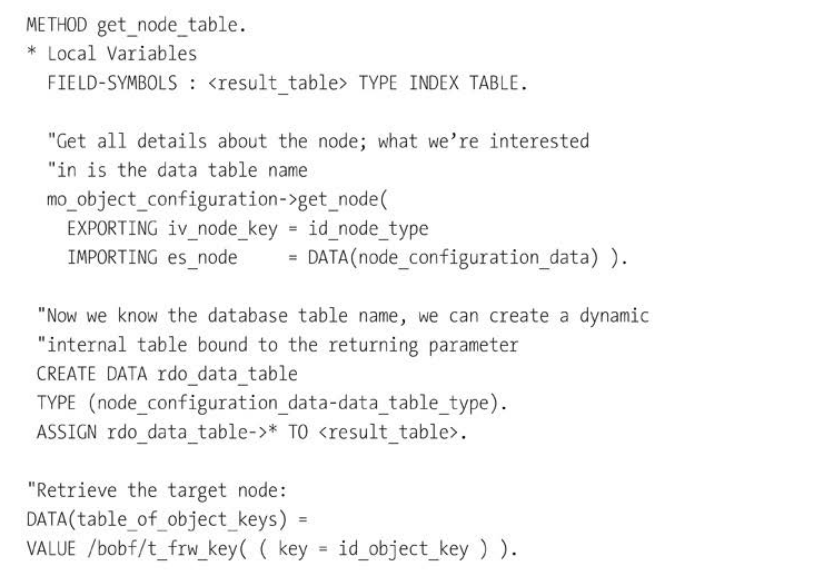 METHOD get_node_table.
* Local Variables
FIELD-SYMBOLS : <result_table> TYPE INDEX TABLE.
"Get all details about the node; what we’re interested
"in is the data table name
mo_object_configuration->get_node(
EXPORTING iv_node_key = id_node_type
IMPORTING es_node     = DATA(node_configuration_data) ).
"Now we know the database table name, we can create a dynamic
"internal table bound to the returning parameter
CREATE DATA rdo_data_table
TYPE (node_configuration_data-data_table_type).
ASSIGN rdo_data_table->* TO <result_table>.
"Retrieve the target node:
DATA(table_of_object_keys) =
VALUE /bobf/t_frw_key( ( key = id_object_key ) ).